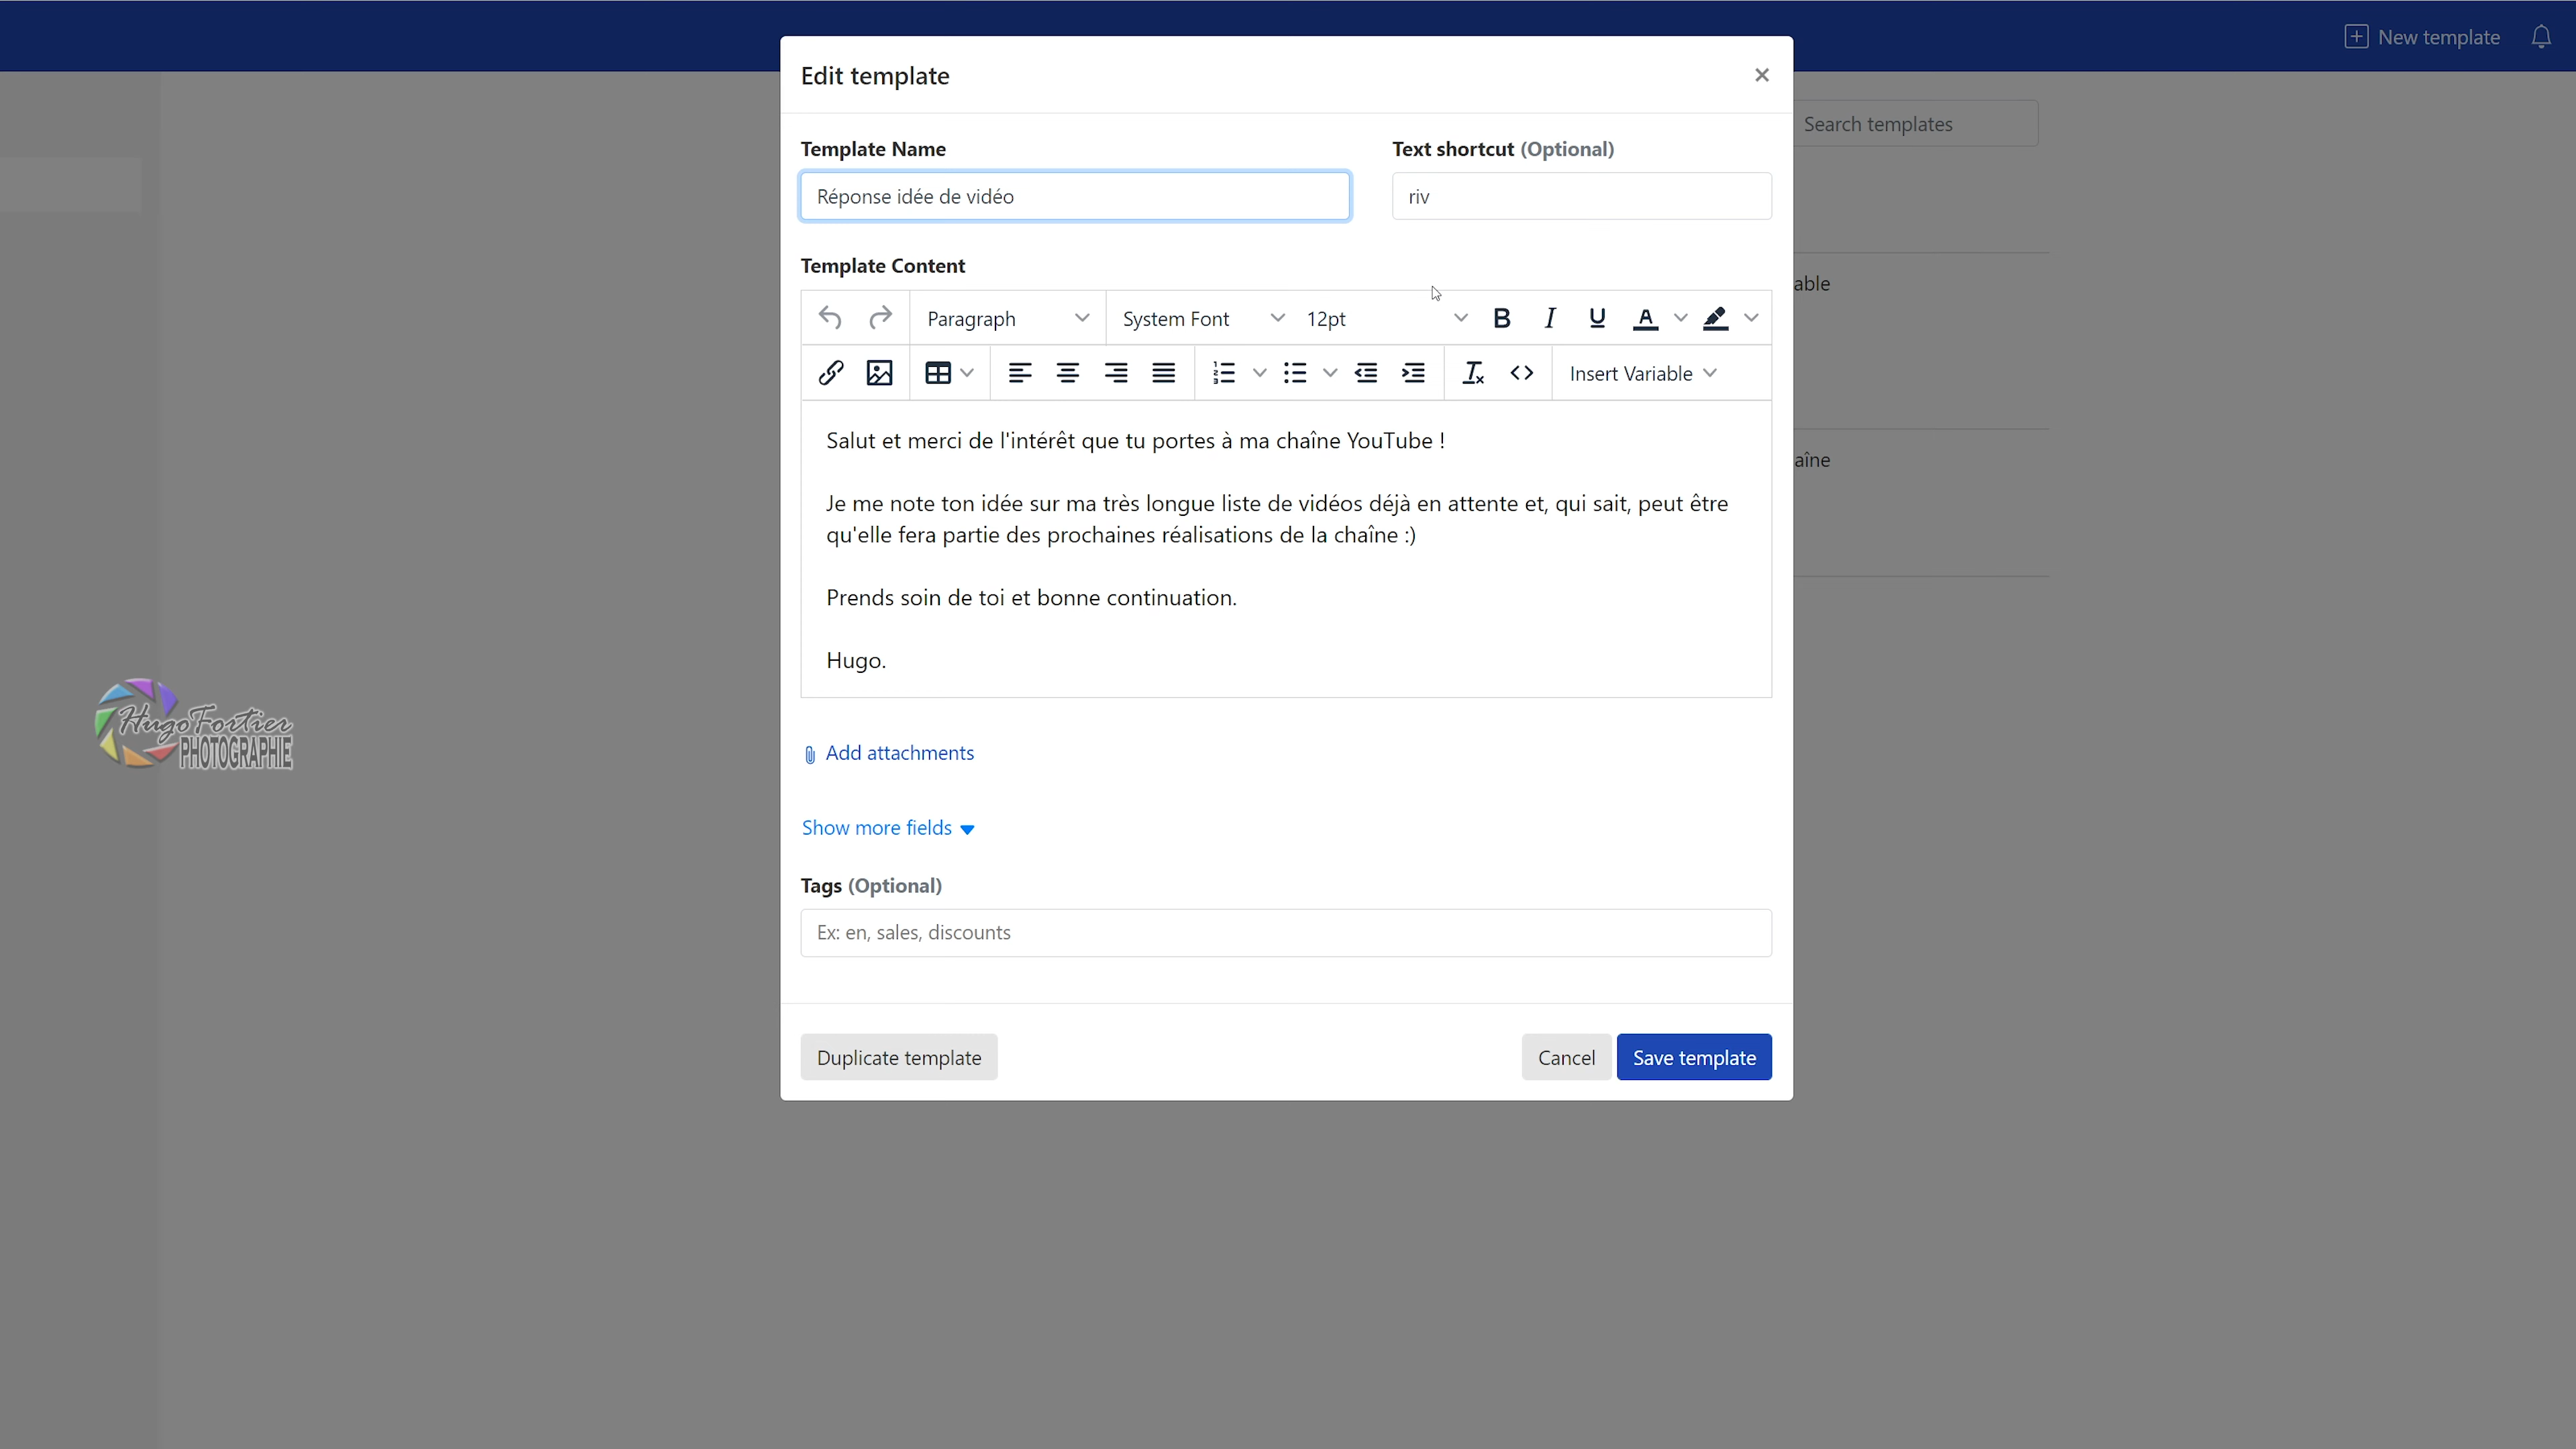 New template
Edit template
Search templates
Template Name
Text shortcut (Optional)
Réponse idée de vidéo
riv
Template Content
able
Paragraph
System Font
12pt
Insert Variable
Salut et merci de l'intérêt que tu portes à ma chaîne YouTube !
aîne
Je me note ton idée sur ma très longue liste de vidéos déjà en attente et, qui sait, peut être
qu'elle fera partie des prochaines réalisations de la chaîne :)
Prends soin de toi et bonne continuation.
Hugo.
Hugo Fortier
PHOTOGRAPHIE
Add attachments
Show more fields
Tags (Optional)
Ex: en, sales, discounts
Duplicate template
Cancel
Save template